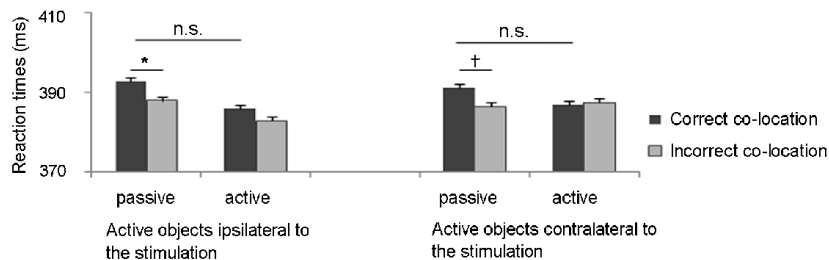 410
390
370
Reaction times (ms)
n.s.
*
n.s.
†
Correct co-location
Incorrect co-location
passive active
passive active
Active objects ipsilateral to
the stimulation
Active objects contralateral to
the stimulation